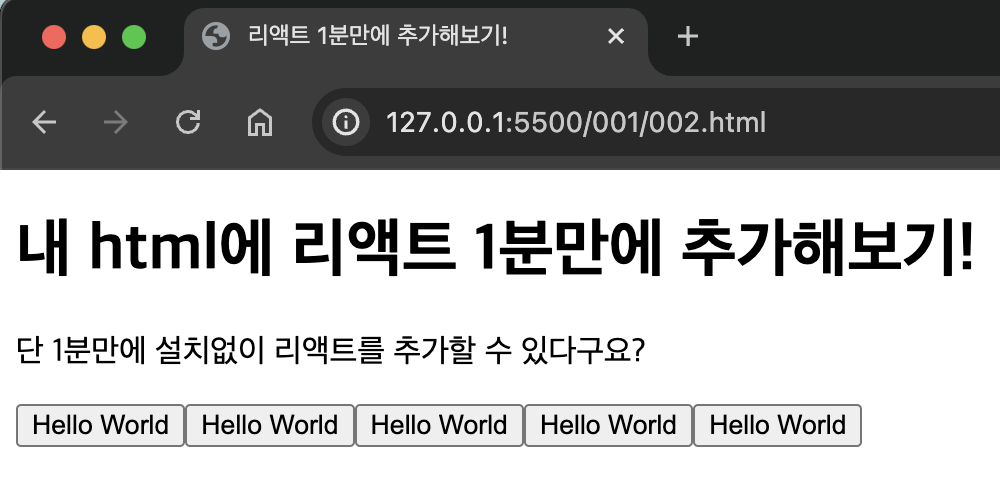 리액트 1분만에 추가해보기!
127.0.0.1:5500/001/002.html
내 html에 리액트 1분만에 추가해보기!
단 1분만에 설치없이 리액트를 추가할 수 있다구요?
Hello World Hello World Hello World Hello World Hello World